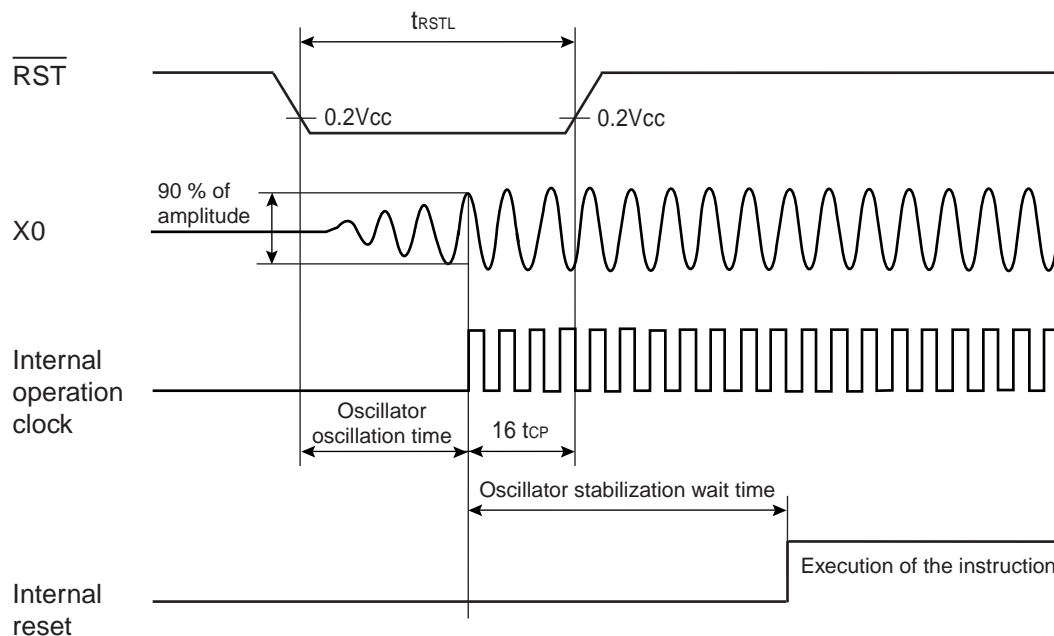 tRSTL
RST
0.2Vcc
0.2Vcc
90 % of
amplitude
X0
Internal
operation
clock
Oscillator
oscillation time
16 tCP
Oscillator stabilization wait time
Execution of the instruction
Internal
reset